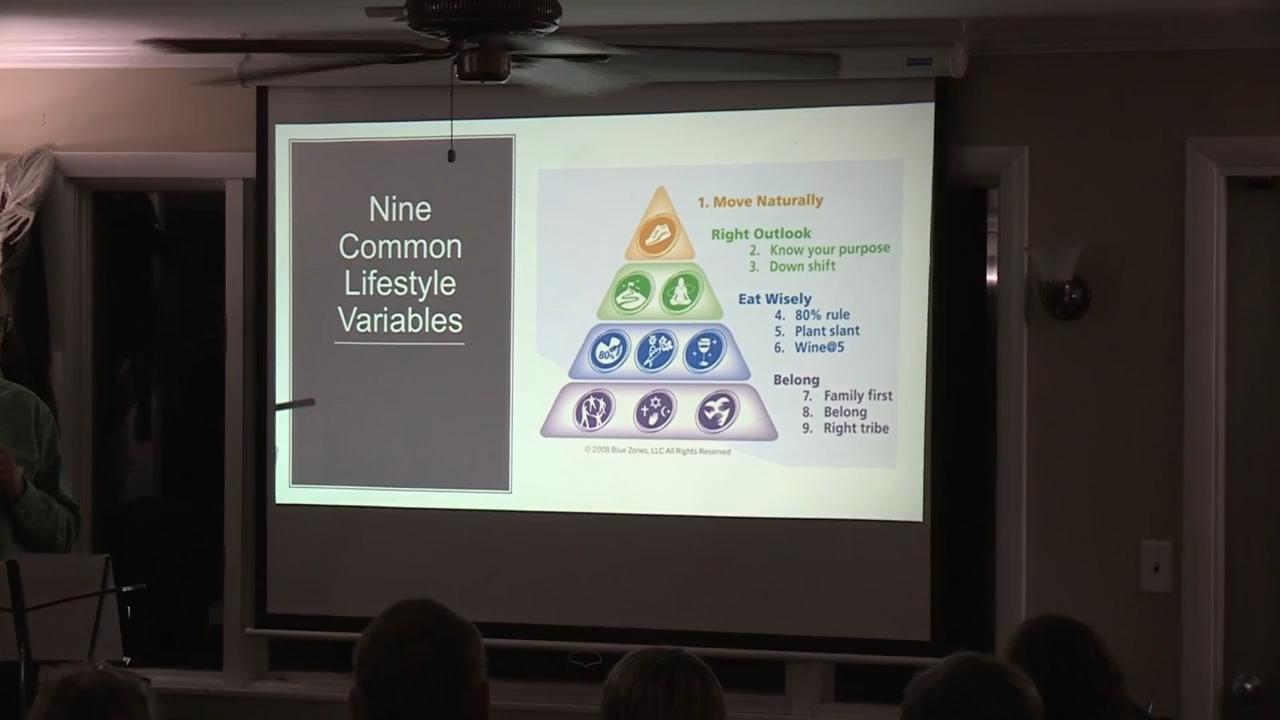 Nine
Common
Lifestyle
Variables
1. Move Naturally
Right Outlook
2. Know your purpose
3. Down shift
80%
Eat Wisely
4. 80% rule
5. Plant slant
6. Wine@5
Belong
7. Family first
8. Belong
9. Right tribe
© 2008 Blue Zones, LLC All Rights Reserved